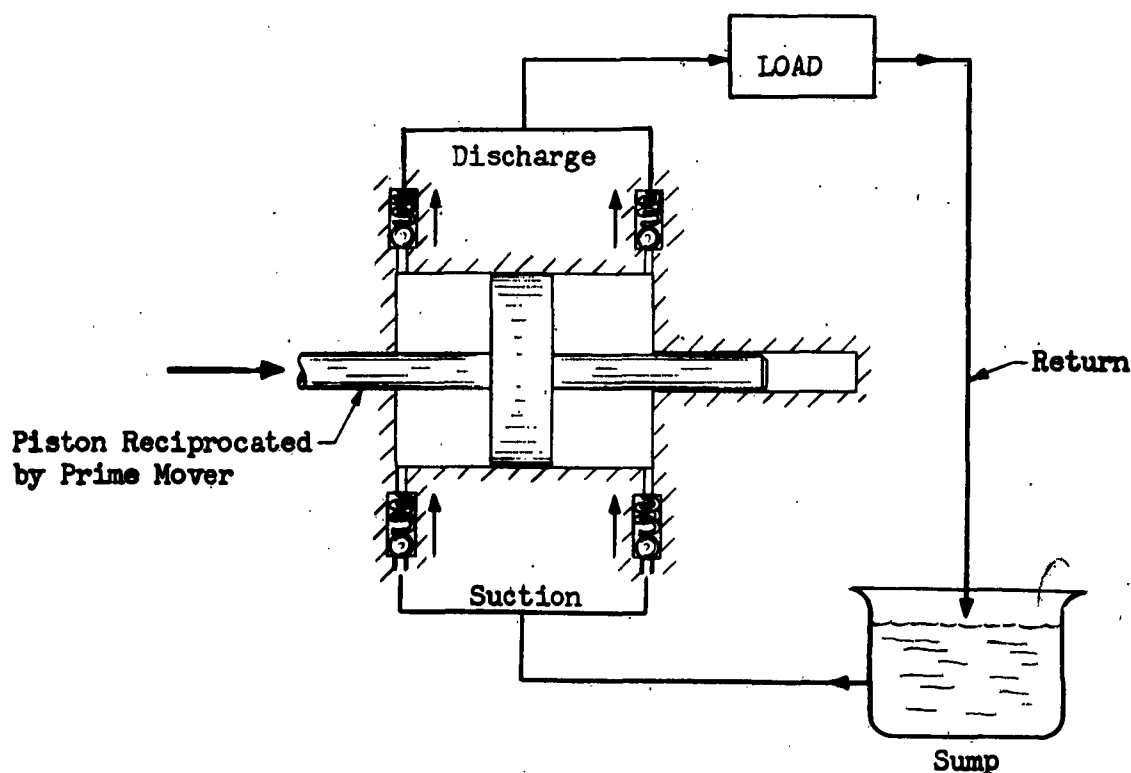 LOAD
Discharge
Return
Piston Reciprocated
by Prime Mover
Suction
Sump